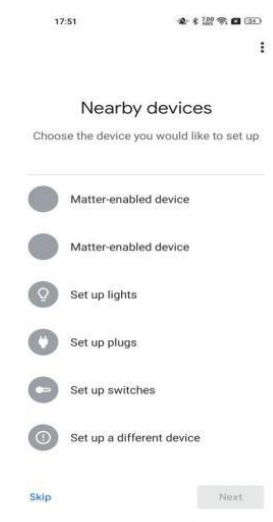 17:51
Nearby devices
Choose the device you would like to set up
Matter-enabled device
Matter-enabled device
Set up lights
Set up plugs
Set up switches
Set up a different device
Skip
Next